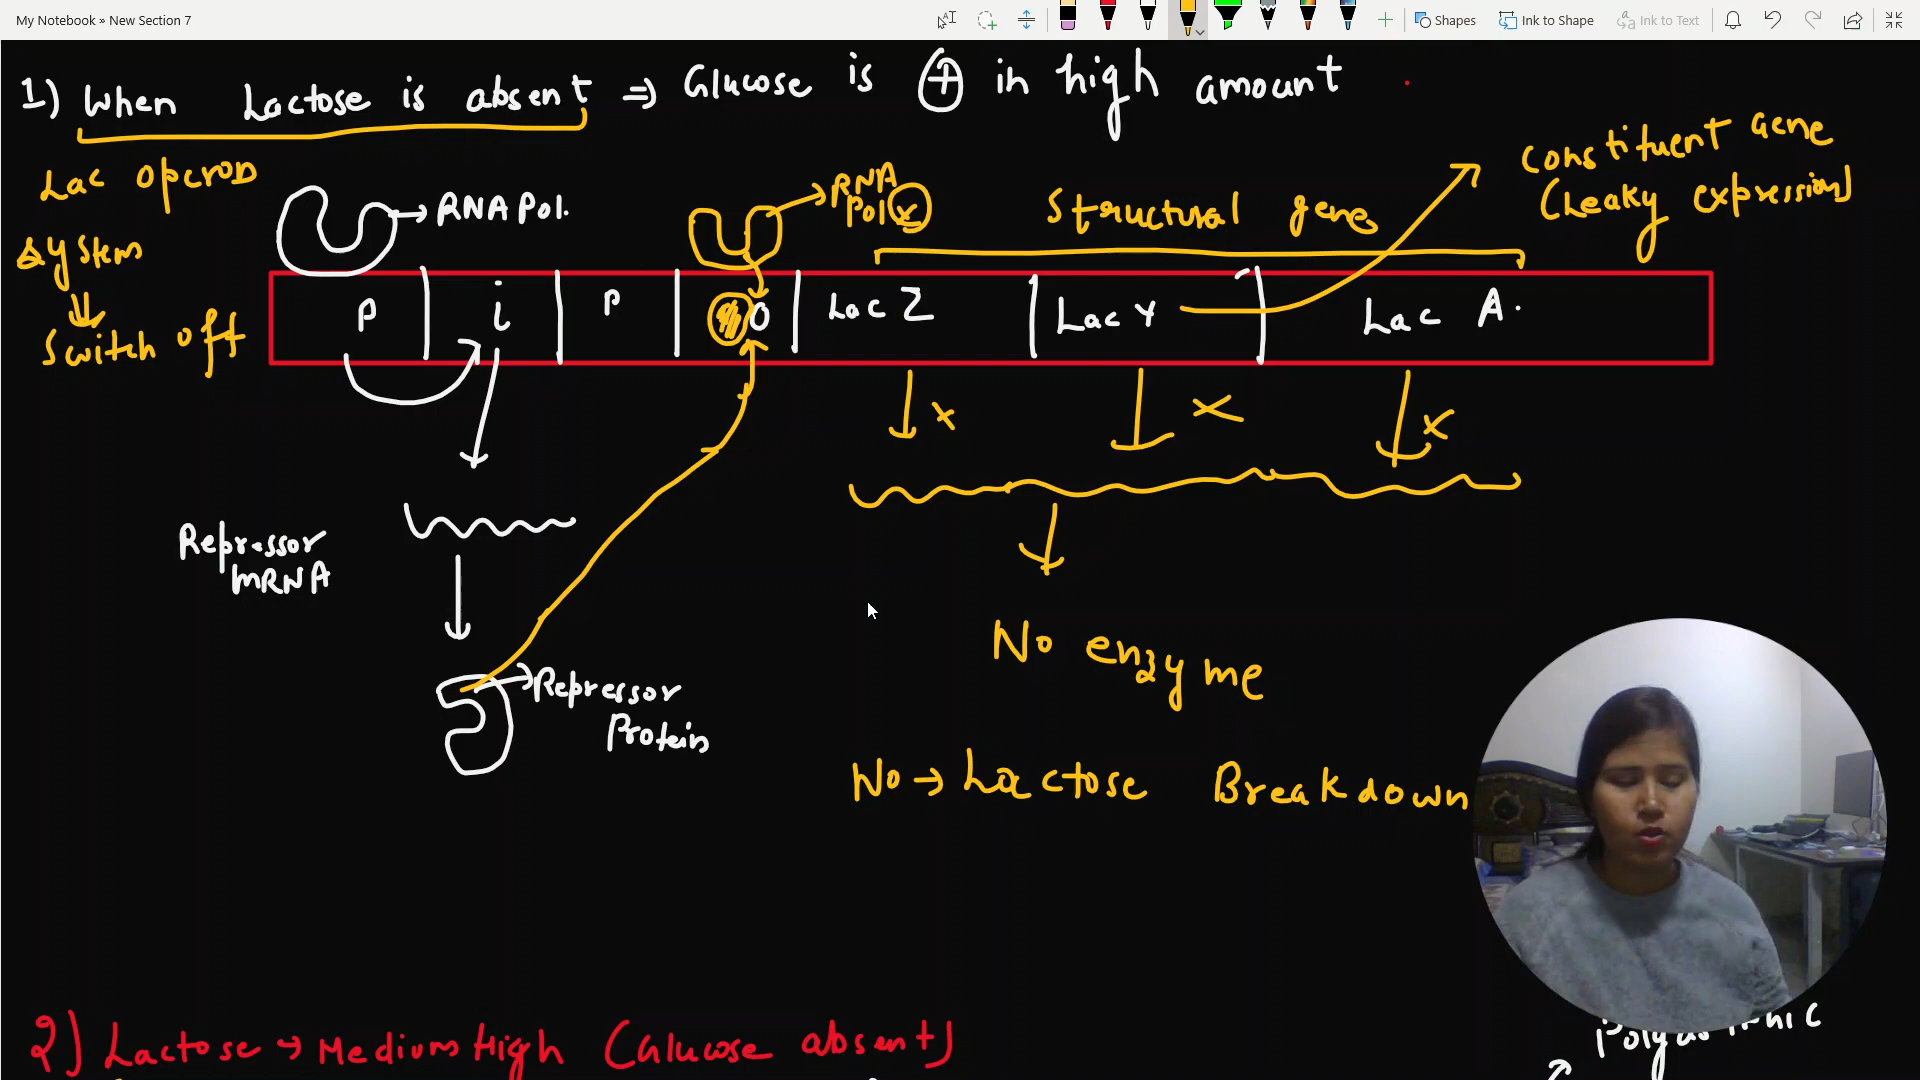 My Notebook » New Section 7
Shapes
Ink to Shape
Ink to Text
1) When Lactose is absent ⇒ Glucose is ⊕ in high amount
Lac operon
System
⇓
Switch off
→ RNA Pol.
→ RNA
Pol x
Structural genes
Constituent gene
(Leaky expression)
P i P O Lac Z Lac Y Lac A.
x x x
Repressor
mRNA
No enzyme
→ Repressor
Protein
No → Lactose Breakdown
2) Lactose → Medium High (Glucose absent)